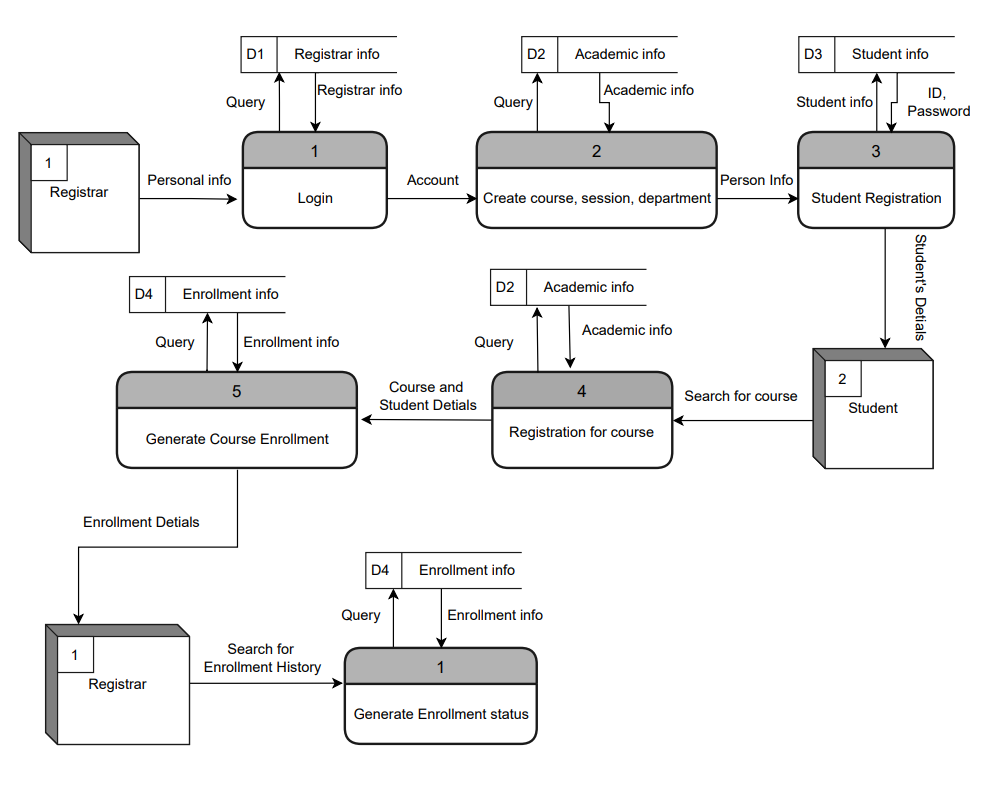 D1 Registrar info
D2 Academic info
D3 Student info
Query
Registrar info
Query
Academic info
Student info
ID,
Password
1
Registrar
Personal info
1
Login
Account
2
Create course, session, department
Person Info
3
Student Registration
Student's Detials
D4 Enrollment info
D2 Academic info
Query
Enrollment info
Query
Academic info
2
Student
Search for course
4
Registration for course
Course and
Student Detials
5
Generate Course Enrollment
Enrollment Detials
D4 Enrollment info
Query
Enrollment info
1
Registrar
Search for
Enrollment History
1
Generate Enrollment status